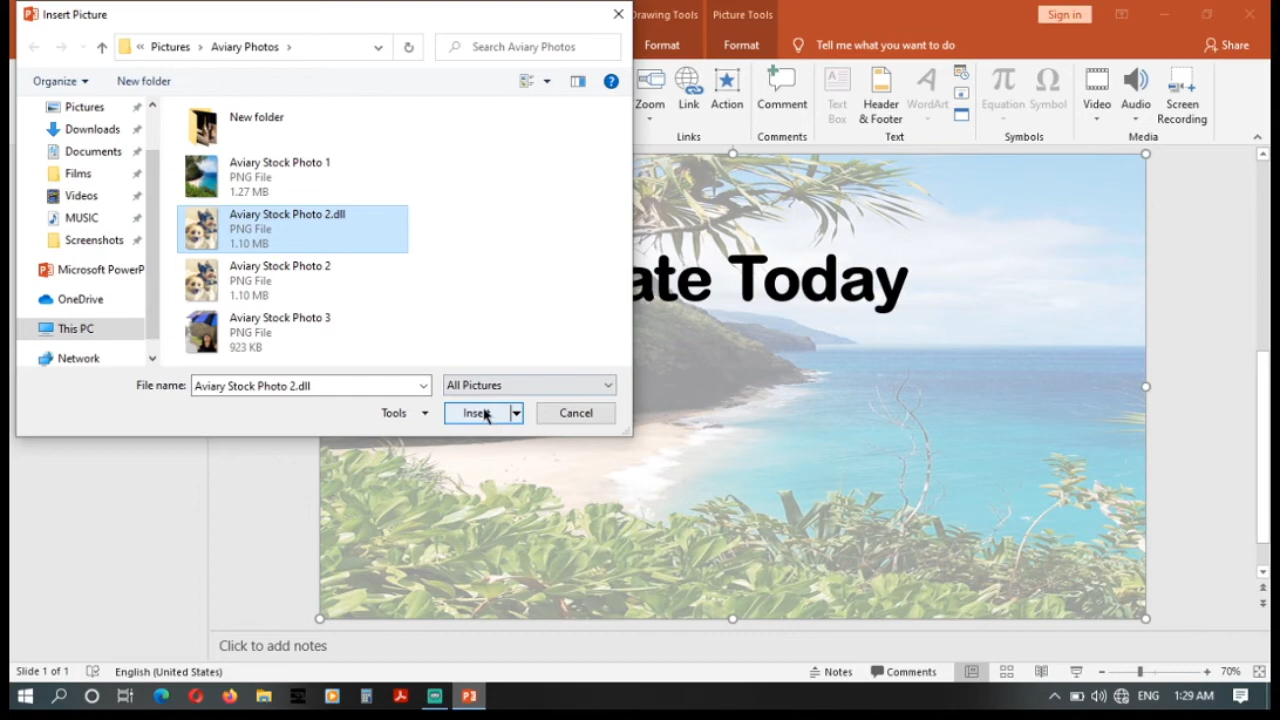 Insert Picture
Drawing Tools
Picture Tools
Sign in
« Pictures › Aviary Photos ›
Search Aviary Photos
Format
Format
Tell me what you want to do
Share
Organize
New folder
Pictures
Downloads
Documents
Films
Videos
MUSIC
Screenshots
Microsoft PowerP
OneDrive
This PC
Network
New folder
Aviary Stock Photo 1
PNG File
1.27 MB
Aviary Stock Photo 2.dll
PNG File
1.10 MB
Aviary Stock Photo 2
PNG File
1.10 MB
Aviary Stock Photo 3
PNG File
923 KB
File name: Aviary Stock Photo 2.dll
All Pictures
Tools
Insert
Cancel
Zoom
Link
Action
Comment
Text Box
Header & Footer
WordArt
Equation
Symbol
Video
Audio
Screen Recording
Links
Comments
Text
Symbols
Media
ate Today
Click to add notes
Slide 1 of 1
English (United States)
Notes
Comments
70%
ENG
1:29 AM